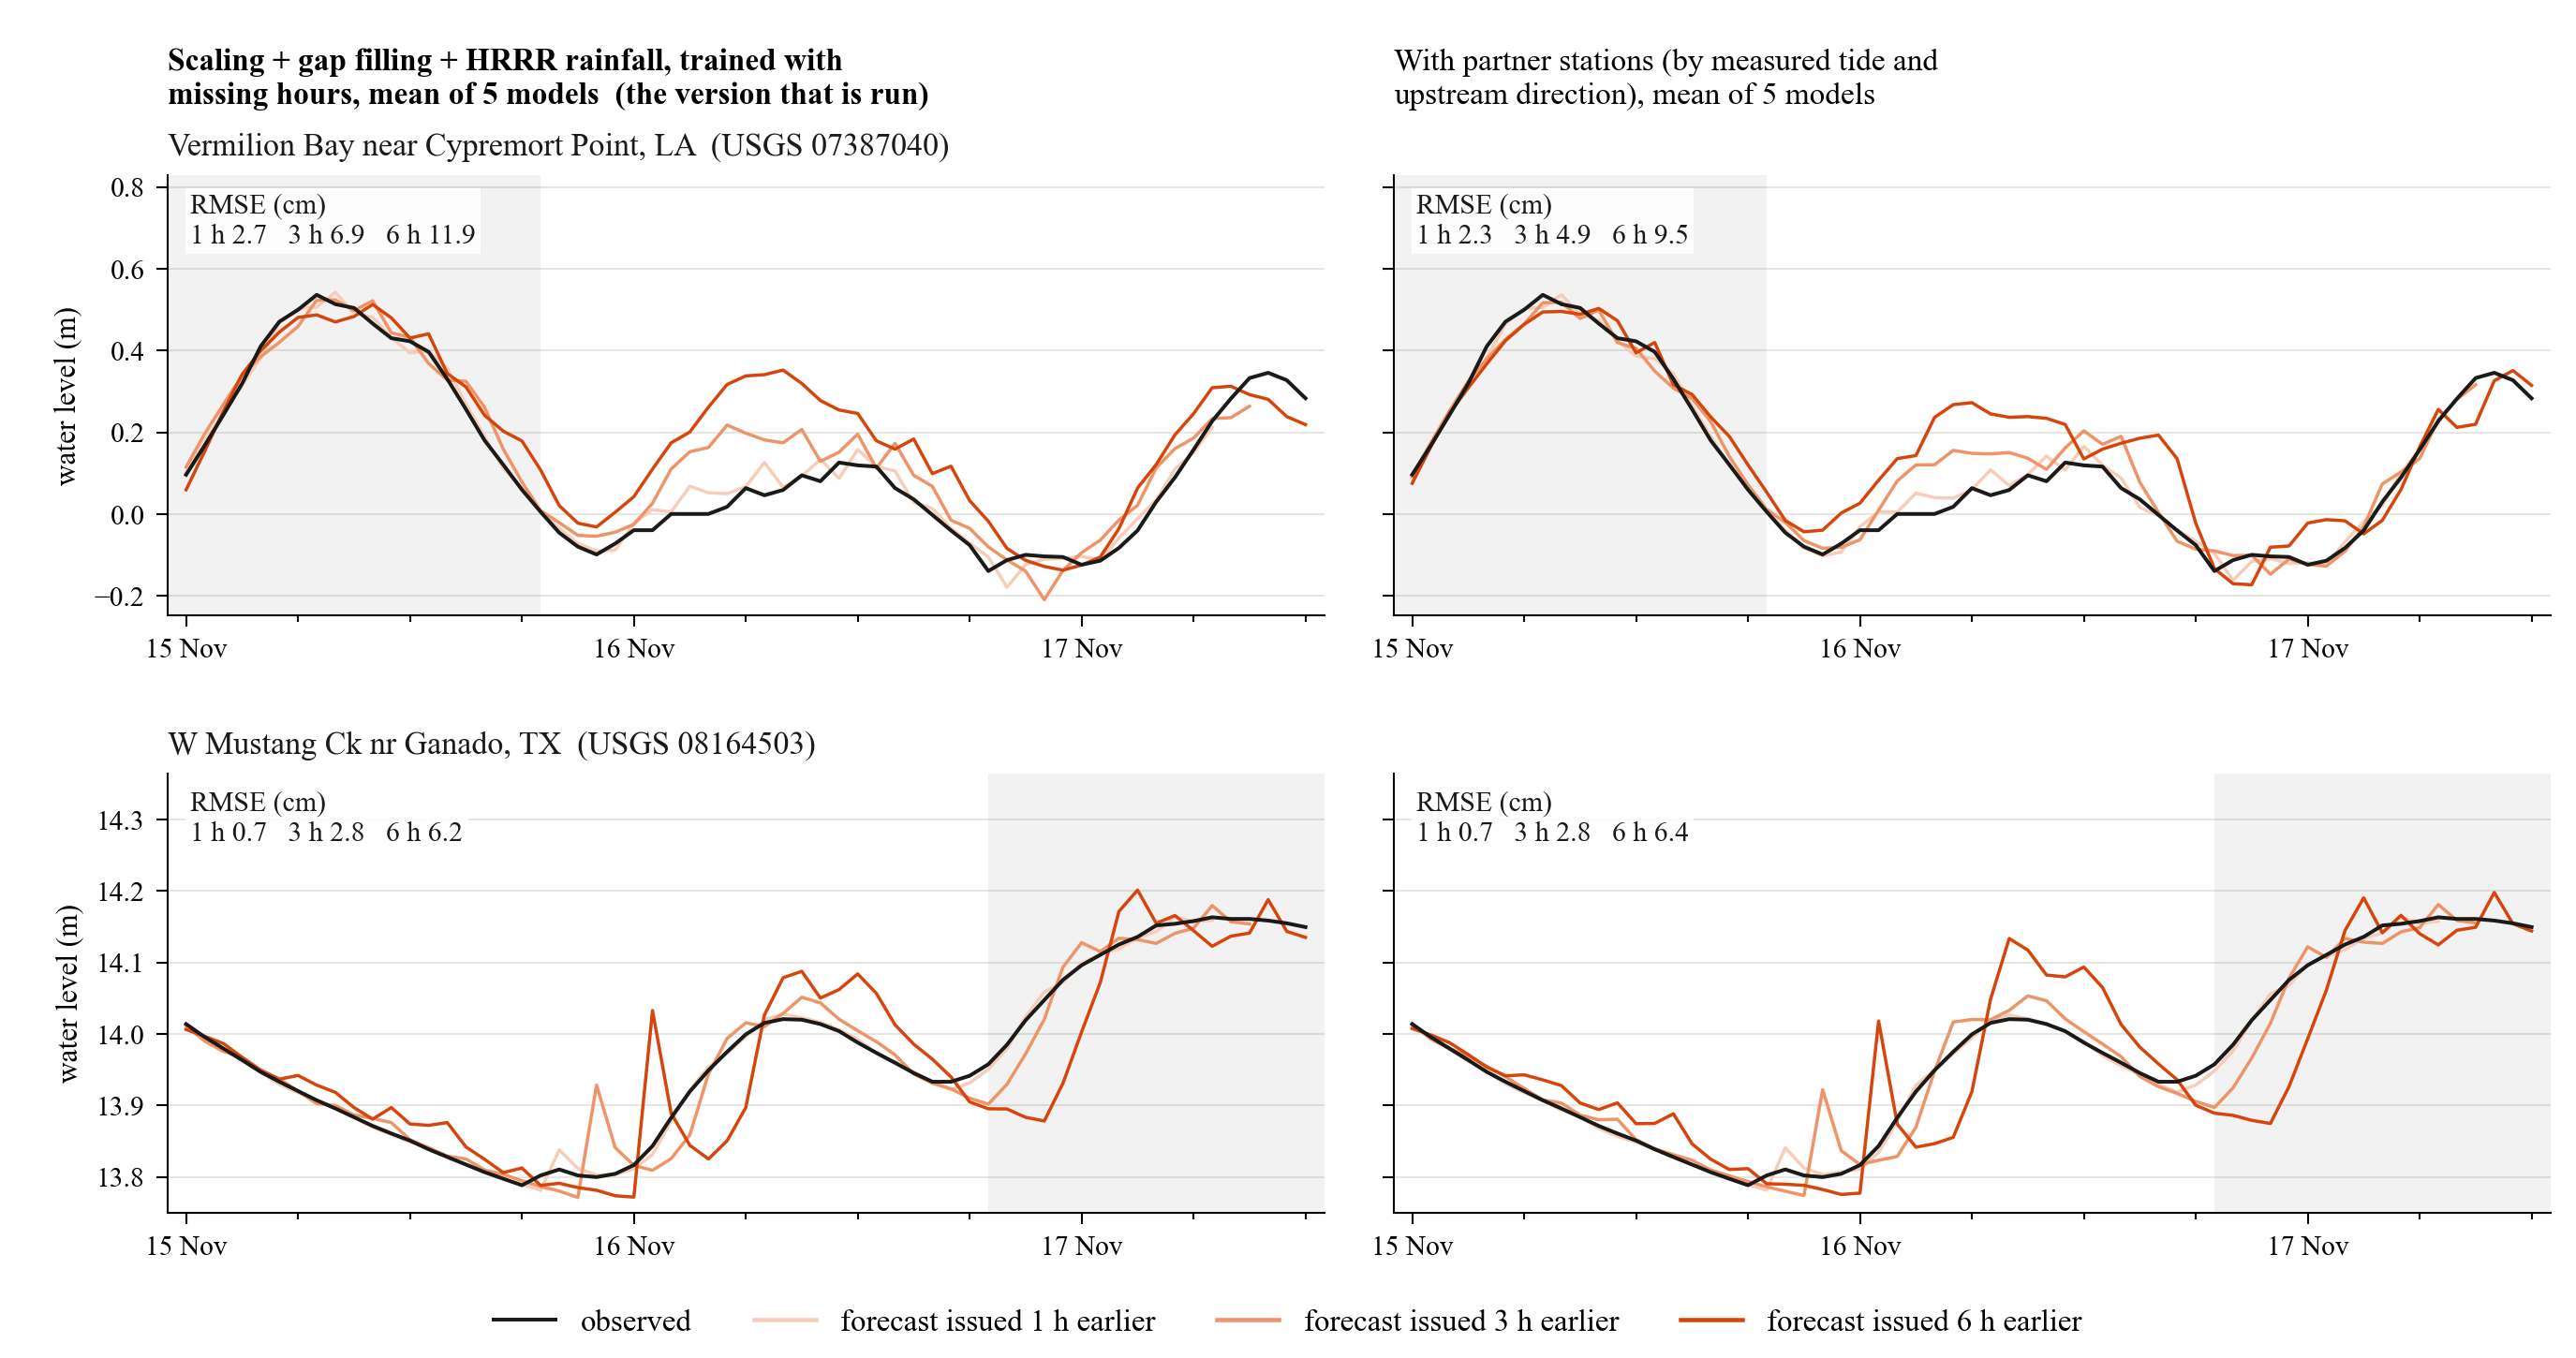 Scaling + gap filling + HRRR rainfall, trained with
missing hours, mean of 5 models (the version that is run)
With partner stations (by measured tide and
upstream direction), mean of 5 models
Vermilion Bay near Cypremort Point, LA (USGS 07387040)
water level (m)
0.8
0.6
0.4
0.2
0.0
−0.2
RMSE (cm)
1 h 2.7 3 h 6.9 6 h 11.9
15 Nov 16 Nov 17 Nov
RMSE (cm)
1 h 2.3 3 h 4.9 6 h 9.5
15 Nov 16 Nov 17 Nov
W Mustang Ck nr Ganado, TX (USGS 08164503)
water level (m)
14.3
14.2
14.1
14.0
13.9
13.8
RMSE (cm)
1 h 0.7 3 h 2.8 6 h 6.2
15 Nov 16 Nov 17 Nov
RMSE (cm)
1 h 0.7 3 h 2.8 6 h 6.4
15 Nov 16 Nov 17 Nov
observed forecast issued 1 h earlier forecast issued 3 h earlier forecast issued 6 h earlier